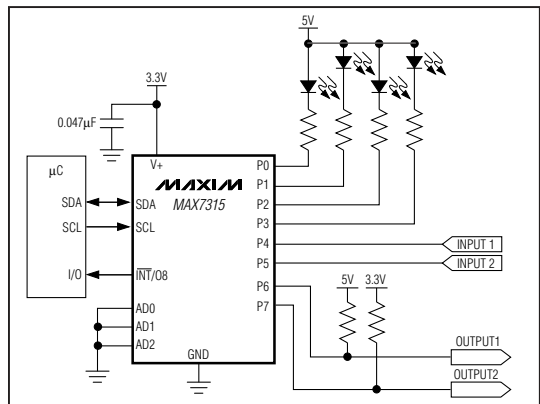 5V
3.3V
0.047µF
µC
SDA
SCL
I/O
V+
MAXIM
MAX7315
SDA
SCL
INT/O8
AD0
AD1
AD2
GND
P0
P1
P2
P3
P4
P5
P6
P7
INPUT 1
INPUT 2
5V
3.3V
OUTPUT1
OUTPUT2